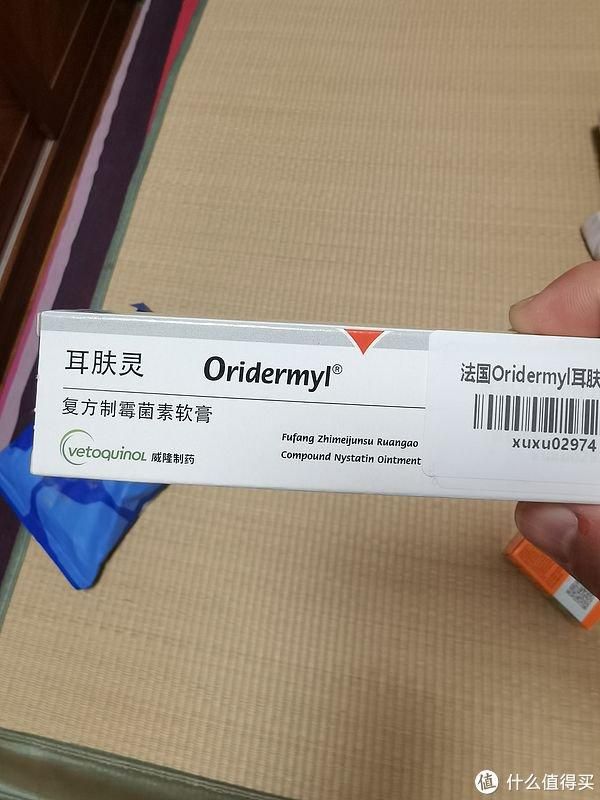 耳肤灵
Oridermyl®
复方制霉菌素软膏
Vetoquinol 威隆制药
Fufang Zhimeijunsu Ruangao
Compound Nystatin Ointment
法国Oridermyl耳肤
xuxu02974
值 什么值得买